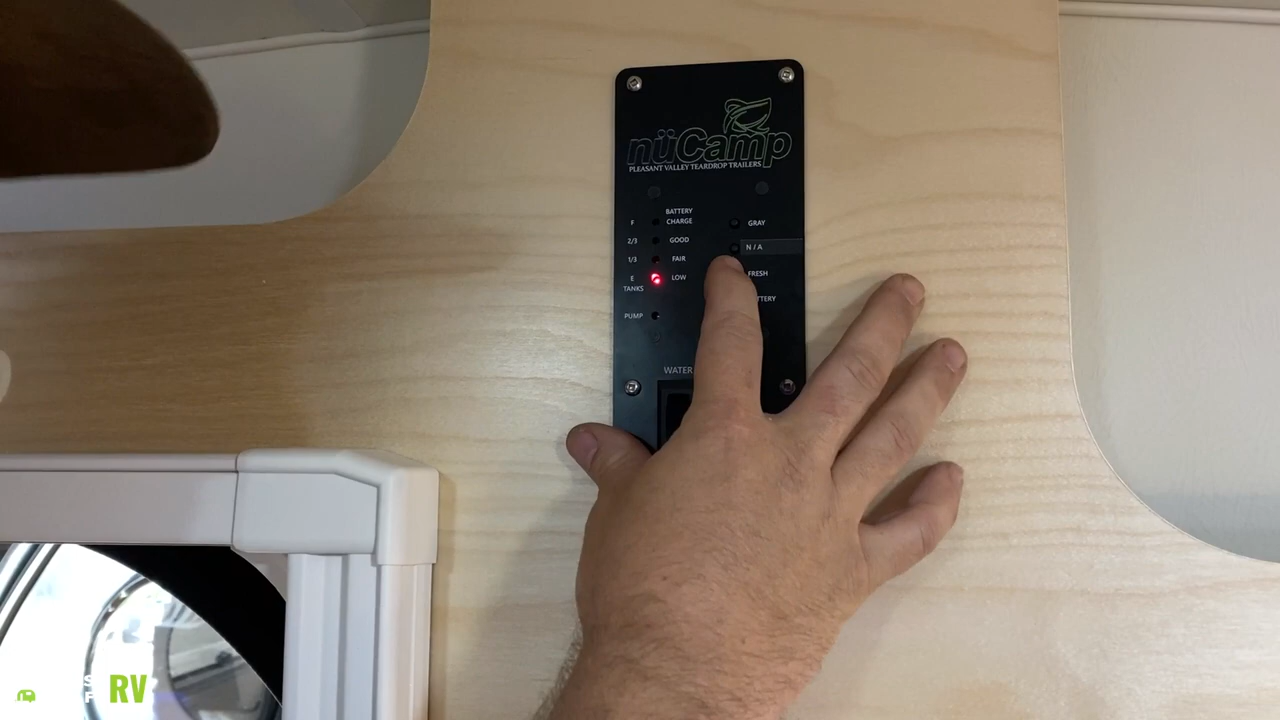 nüCamp
PLEASANT VALLEY TEARDROP TRAILERS
BATTERY
F CHARGE GRAY
2/3 GOOD N/A
1/3 FAIR
E LOW FRESH
TANKS
PUMP
WATER
RV